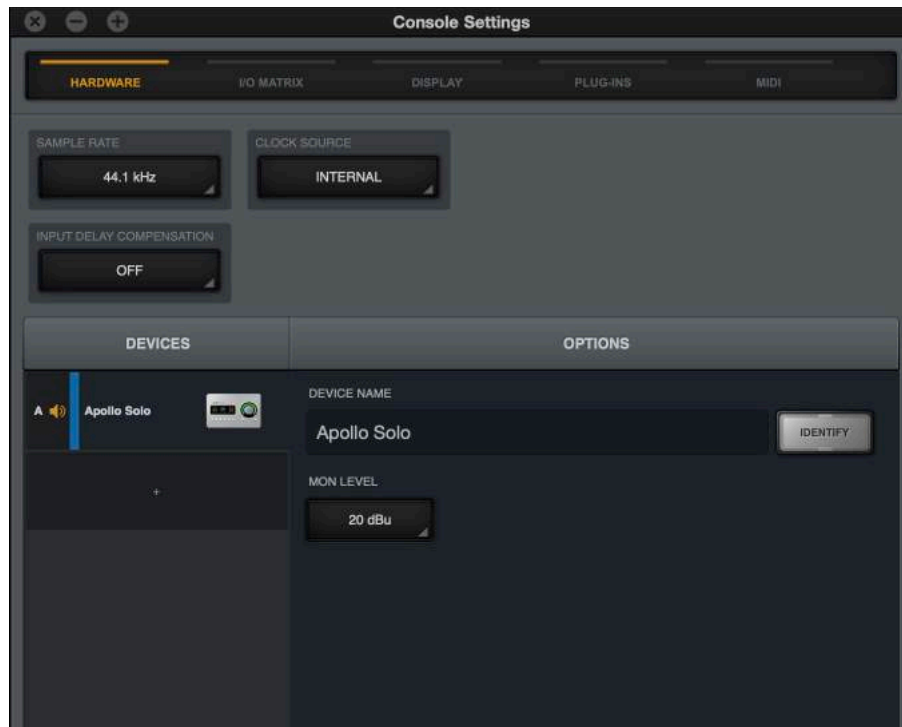 Console Settings
HARDWARE
I/O MATRIX
DISPLAY
PLUG-INS
MIDI
SAMPLE RATE
44.1 kHz
CLOCK SOURCE
INTERNAL
INPUT DELAY COMPENSATION
OFF
DEVICES
OPTIONS
A
Apollo Solo
+
DEVICE NAME
Apollo Solo
IDENTIFY
MON LEVEL
20 dBu